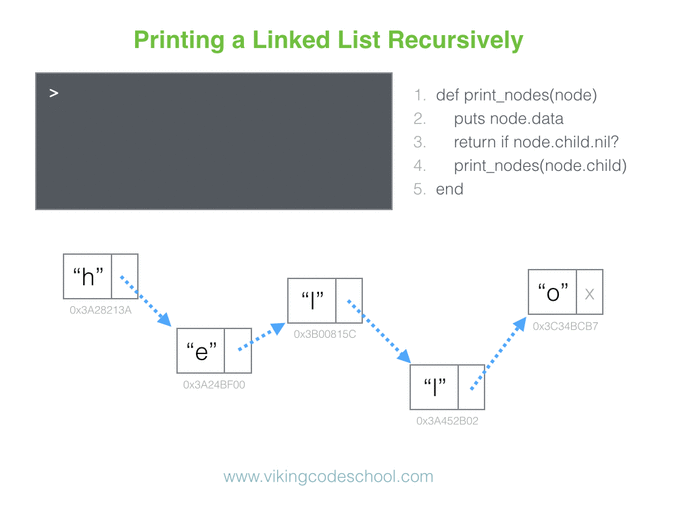 Printing a Linked List Recursively
>
1. def print_nodes(node)
2. puts node.data
3. return if node.child.nil?
4. print_nodes(node.child)
5. end
“h”
0x3A28213A
“e”
0x3A24BF00
“l”
0x3B00815C
“l”
0x3A452B02
“o” x
0x3C34BCB7
www.vikingcodeschool.com